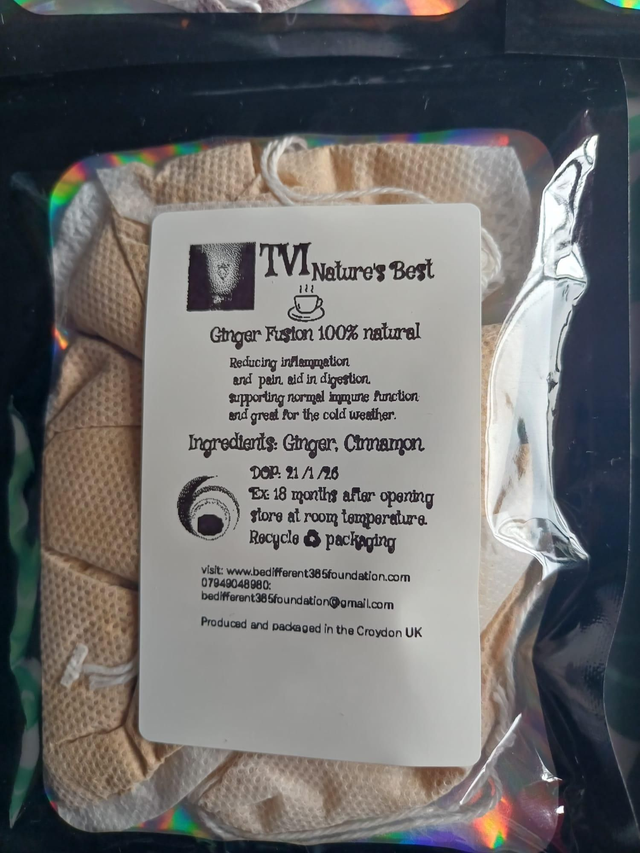 TVI Nature's Best
Ginger Fusion 100% natural
Reducing inflammation
and pain, aid in digestion,
supporting normal immune function
and great for the cold weather.
Ingredients: Ginger, Cinnamon
DOP: 21 /1 /26
Ex: 18 months after opening
store at room temperature.
Recycle ♻ packaging
visit: www.bedifferent365foundation.com
07949048980:
bedifferent365foundation@gmail.com
Produced and packaged in the Croydon UK